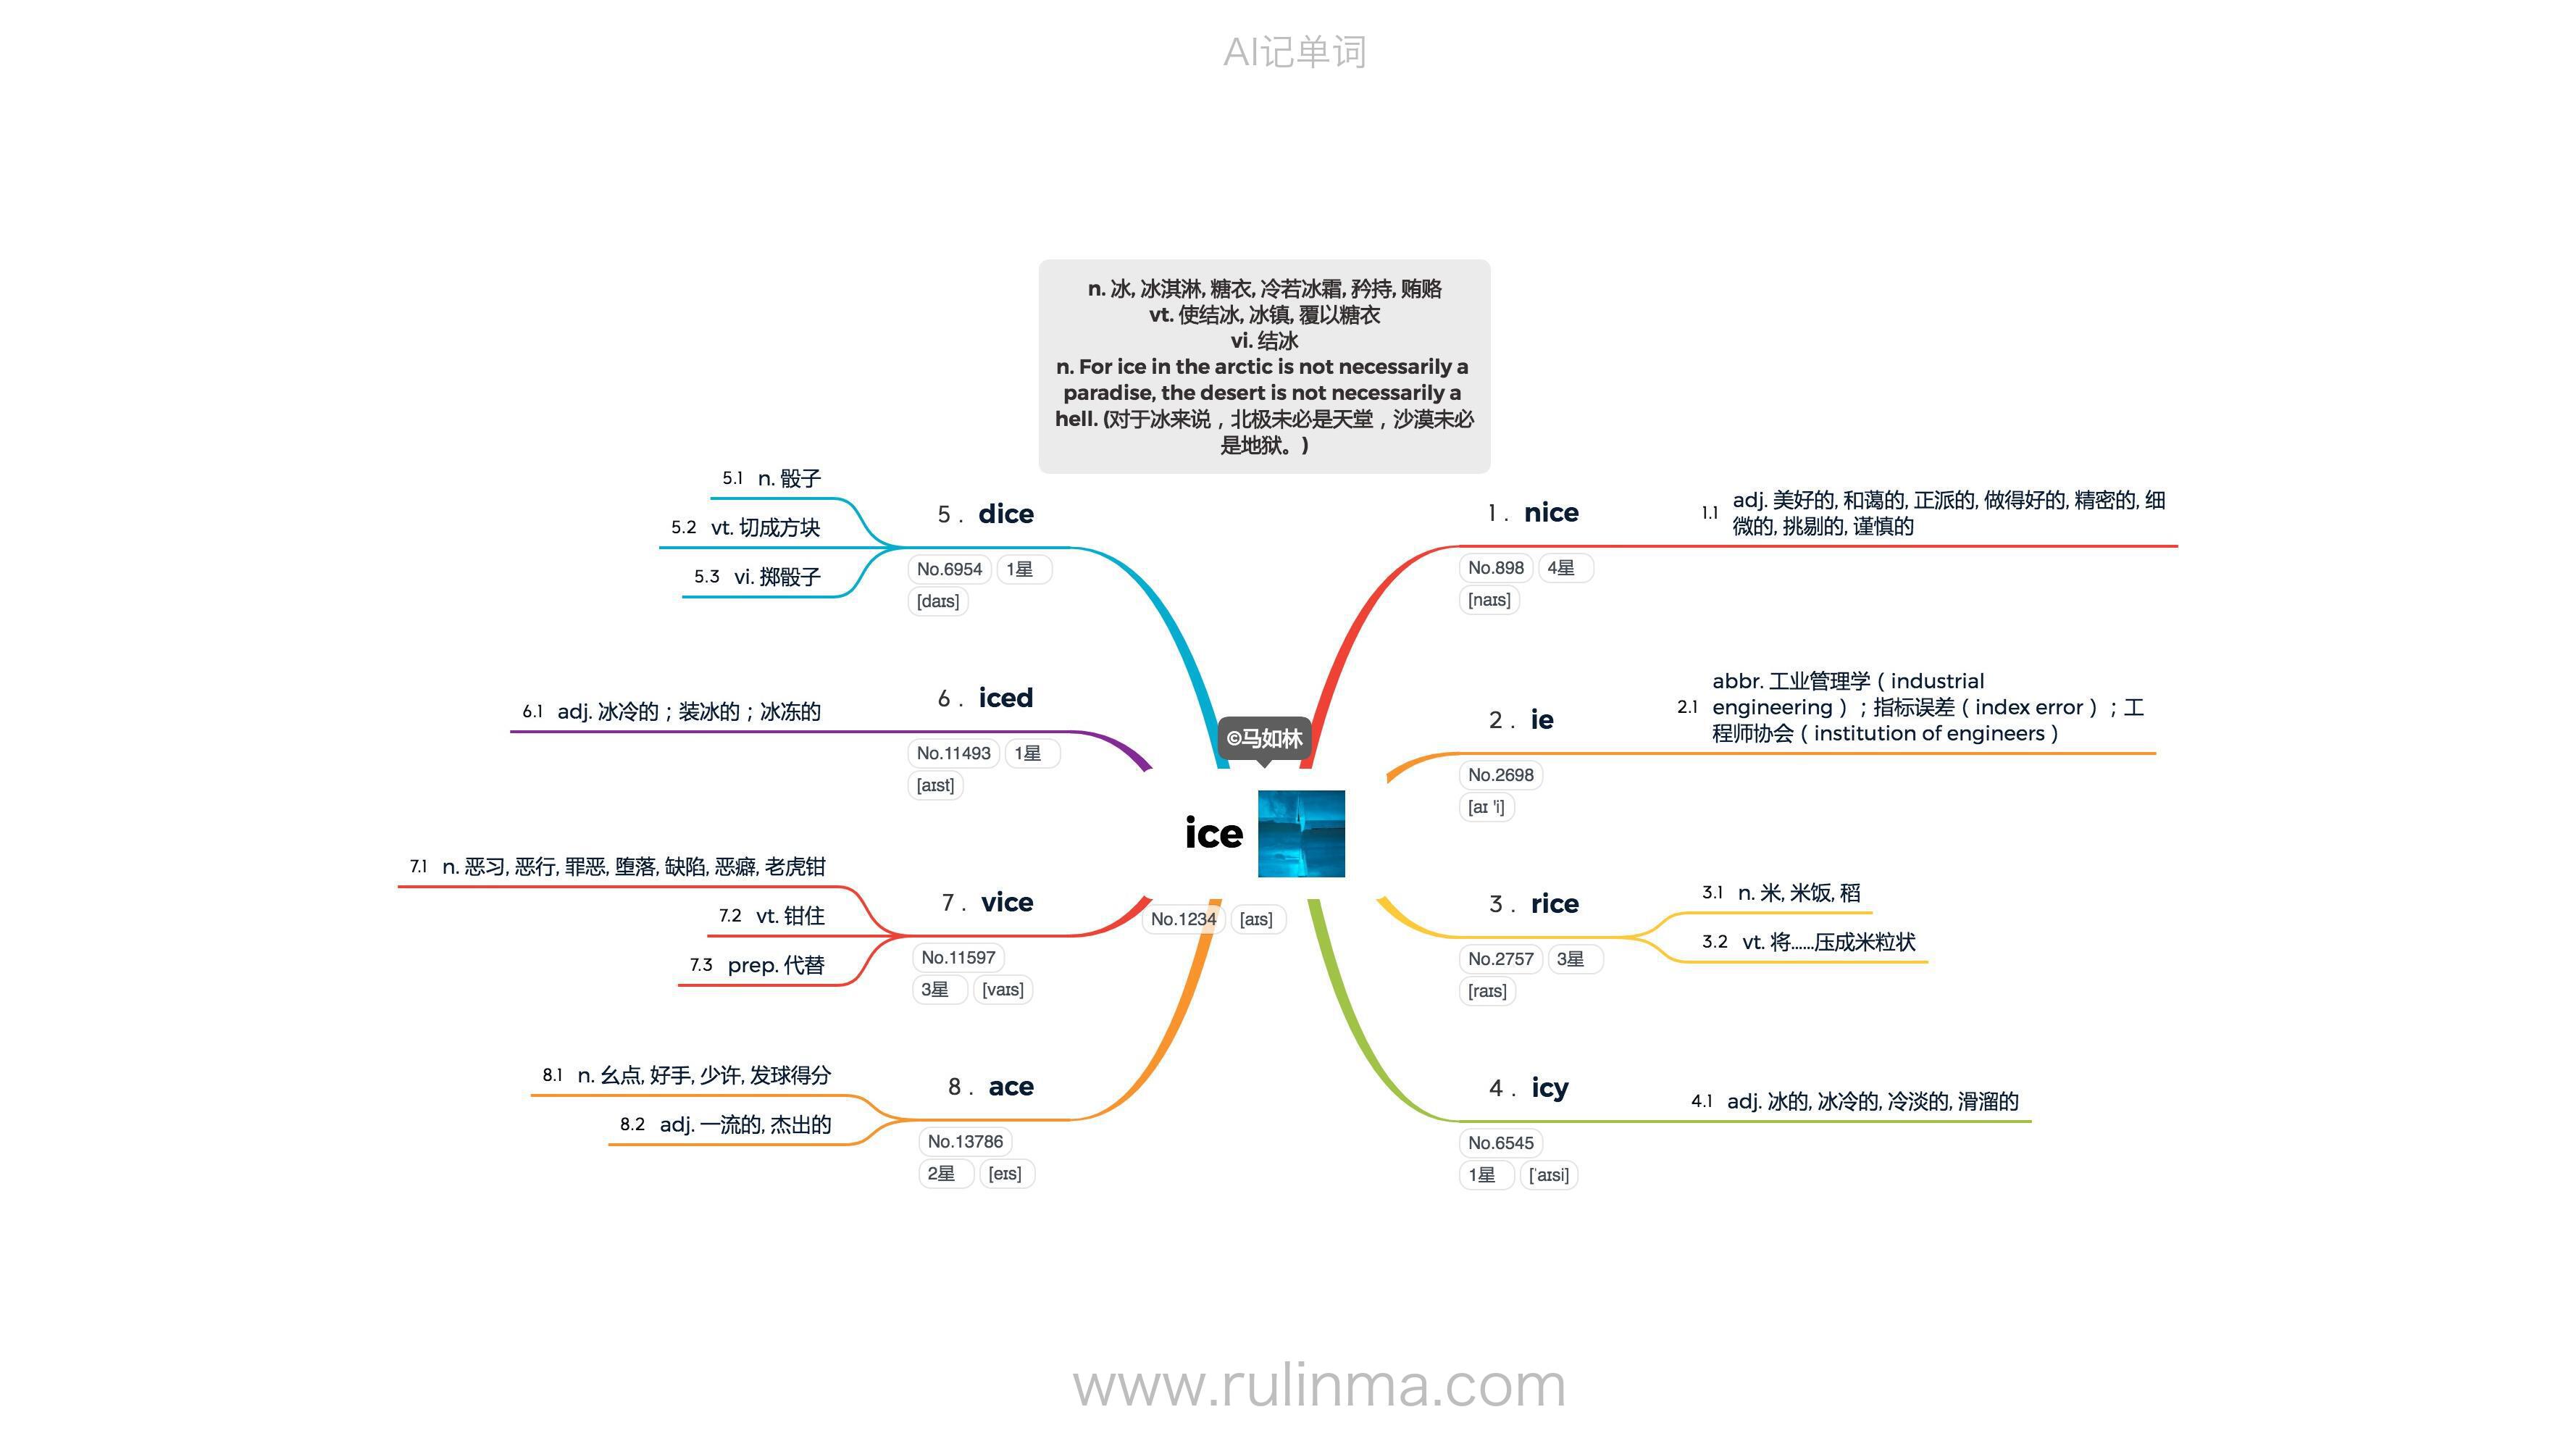 AI记单词
n. 冰, 冰淇淋, 糖衣, 冷若冰霜, 矜持, 贿赂
vt. 使结冰, 冰镇, 覆以糖衣
vi. 结冰
n. For ice in the arctic is not necessarily a
paradise, the desert is not necessarily a
hell. (对于冰来说，北极未必是天堂，沙漠未必
是地狱。)
©马如林
ice
No.1234 [aɪs]
1. nice
No.898 4星
[naɪs]
1.1 adj. 美好的, 和蔼的, 正派的, 做得好的, 精密的, 细
微的, 挑剔的, 谨慎的
2. ie
No.2698
[aɪ 'i]
2.1 abbr. 工业管理学（industrial
engineering）；指标误差（index error）；工
程师协会（institution of engineers）
3. rice
No.2757 3星
[raɪs]
3.1 n. 米, 米饭, 稻
3.2 vt. 将……压成米粒状
4. icy
No.6545
1星 [ˈaɪsi]
4.1 adj. 冰的, 冰冷的, 冷淡的, 滑溜的
5. dice
No.6954 1星
[daɪs]
5.1 n. 骰子
5.2 vt. 切成方块
5.3 vi. 掷骰子
6. iced
No.11493 1星
[aɪst]
6.1 adj. 冰冷的；装冰的；冰冻的
7. vice
No.11597
3星 [vaɪs]
7.1 n. 恶习, 恶行, 罪恶, 堕落, 缺陷, 恶癖, 老虎钳
7.2 vt. 钳住
7.3 prep. 代替
8. ace
No.13786
2星 [eɪs]
8.1 n. 幺点, 好手, 少许, 发球得分
8.2 adj. 一流的, 杰出的
www.rulinma.com